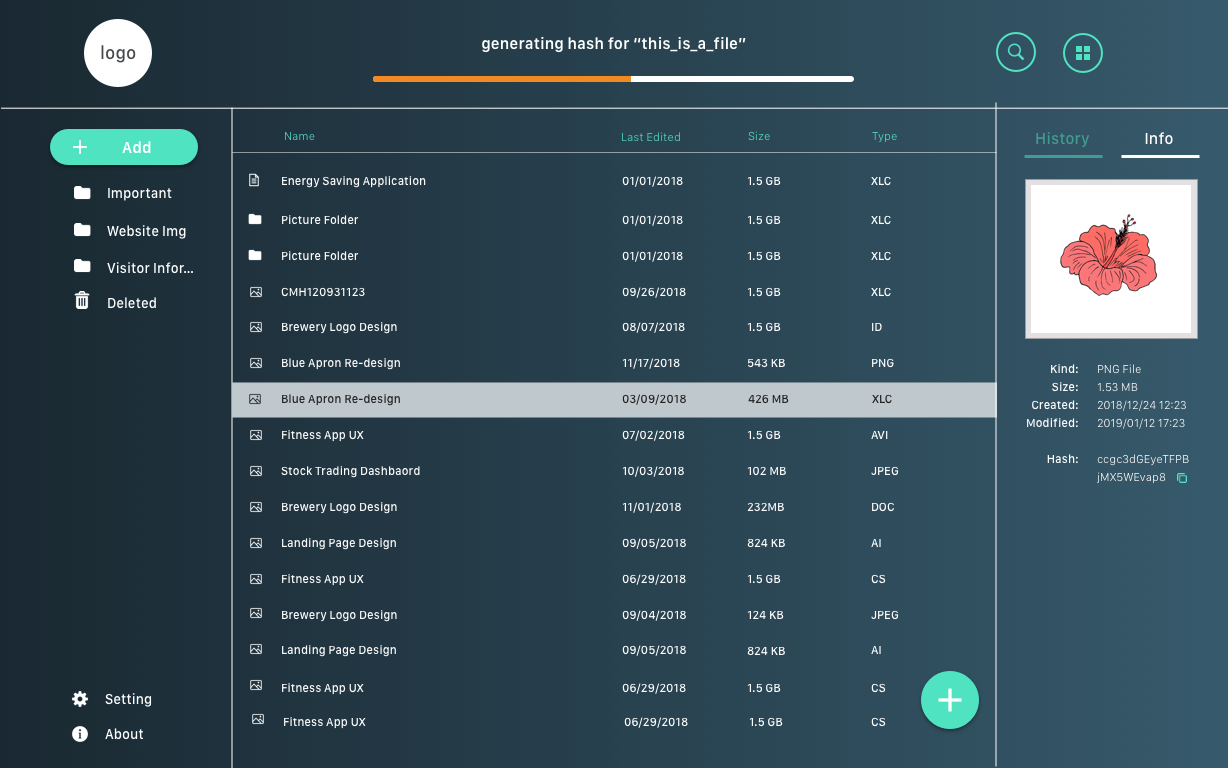 logo
generating hash for “this_is_a_file”
Add
Important
Website Img
Visitor Infor...
Deleted
Setting
About
Name Last Edited Size Type
Energy Saving Application 01/01/2018 1.5 GB XLC
Picture Folder 01/01/2018 1.5 GB XLC
Picture Folder 01/01/2018 1.5 GB XLC
CMH120931123 09/26/2018 1.5 GB XLC
Brewery Logo Design 08/07/2018 1.5 GB ID
Blue Apron Re-design 11/17/2018 543 KB PNG
Blue Apron Re-design 03/09/2018 426 MB XLC
Fitness App UX 07/02/2018 1.5 GB AVI
Stock Trading Dashbaord 10/03/2018 102 MB JPEG
Brewery Logo Design 11/01/2018 232MB DOC
Landing Page Design 09/05/2018 824 KB AI
Fitness App UX 06/29/2018 1.5 GB CS
Brewery Logo Design 09/04/2018 124 KB JPEG
Landing Page Design 09/05/2018 824 KB AI
Fitness App UX 06/29/2018 1.5 GB CS
Fitness App UX 06/29/2018 1.5 GB CS
History Info
Kind: PNG File
Size: 1.53 MB
Created: 2018/12/24 12:23
Modified: 2019/01/12 17:23
Hash: ccgc3dGEyeTFPB
jMX5WEvap8